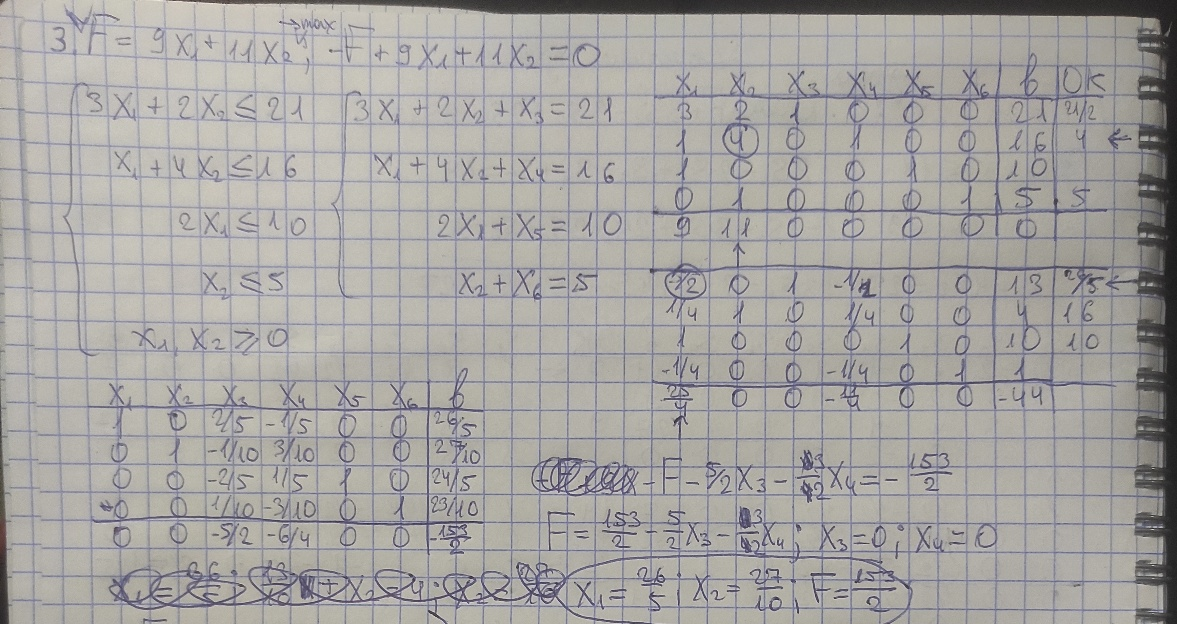 3. F = 9x₁ + 11x₂ → max, -F + 9x₁ + 11x₂ = 0
3x₁ + 2x₂ ≤ 21
x₁ + 4x₂ ≤ 16
2x₁ ≤ 10
x₂ ≤ 5
x₁, x₂ ≥ 0
3x₁ + 2x₂ + x₃ = 21
x₁ + 4x₂ + x₄ = 16
2x₁ + x₅ = 10
x₂ + x₆ = 5
x₁ x₂ x₃ x₄ x₅ x₆ b OK
3 2 1 0 0 0 21 21/2
1 4 0 1 0 0 16 4 ←
1 0 0 0 1 0 10
0 1 0 0 0 1 5 5
9 11 0 0 0 0 0
↑
5/2 0 1 -1/2 0 0 13 26/5 ←
1/4 1 0 1/4 0 0 4 16
1 0 0 0 1 0 10 10
-1/4 0 0 -1/4 0 1 1
25/4 0 0 -11/4 0 0 -44
↑
x₁ x₂ x₃ x₄ x₅ x₆ b
1 0 2/5 -1/5 0 0 26/5
0 1 -1/10 3/10 0 0 27/10
0 0 -2/5 1/5 1 0 24/5
0 0 1/10 -3/10 0 1 23/10
0 0 -5/2 -6/4 0 0 -153/2
-F - 5/2x₃ - 3/2x₄ = -153/2
F = 153/2 - 5/2x₃ - 3/2x₄; x₃ = 0; x₄ = 0
x₁ = 26/5; x₂ = 27/10; F = 153/2